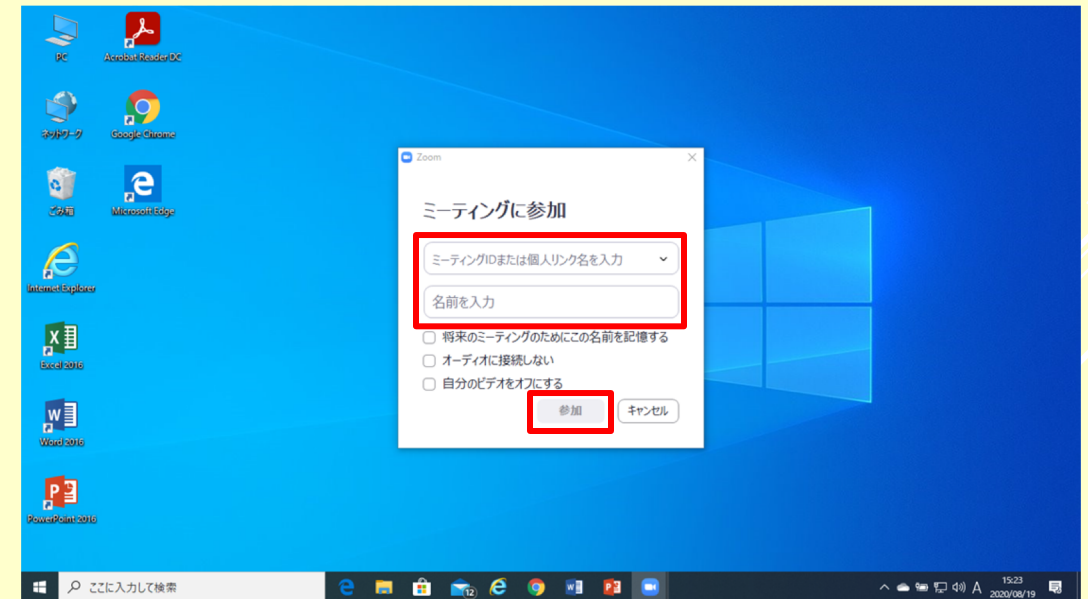 PC
Acrobat Reader DC
ネットワーク
Google Chrome
ごみ箱
Microsoft Edge
Internet Explorer
Excel 2016
Word 2016
PowerPoint 2016
Zoom
ミーティングに参加
ミーティングIDまたは個人リンク名を入力
名前を入力
将来のミーティングのためにこの名前を記憶する
オーディオに接続しない
自分のビデオをオフにする
参加
キャンセル
ここに入力して検索
12
A
15:23
2020/08/19